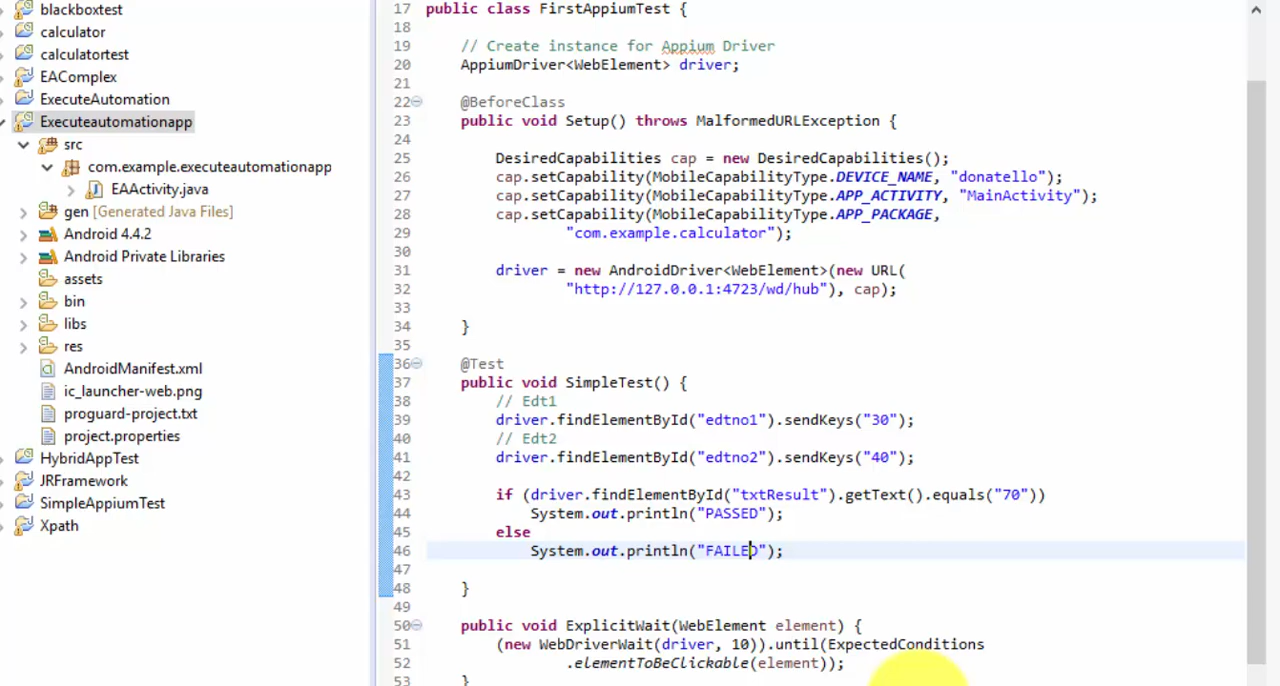 blackboxtest
calculator
calculatortest
EAComplex
ExecuteAutomation
Executeautomationapp
src
com.example.executeautomationapp
EAActivity.java
gen [Generated Java Files]
Android 4.4.2
Android Private Libraries
assets
bin
libs
res
AndroidManifest.xml
ic_launcher-web.png
proguard-project.txt
project.properties
HybridAppTest
JRFramework
SimpleAppiumTest
Xpath
17 public class FirstAppiumTest {
18
19 // Create instance for Appium Driver
20 AppiumDriver<WebElement> driver;
21
22 @BeforeClass
23 public void Setup() throws MalformedURLException {
24
25 DesiredCapabilities cap = new DesiredCapabilities();
26 cap.setCapability(MobileCapabilityType.DEVICE_NAME, "donatello");
27 cap.setCapability(MobileCapabilityType.APP_ACTIVITY, "MainActivity");
28 cap.setCapability(MobileCapabilityType.APP_PACKAGE,
29 "com.example.calculator");
30
31 driver = new AndroidDriver<WebElement>(new URL(
32 "http://127.0.0.1:4723/wd/hub"), cap);
33
34 }
35
36 @Test
37 public void SimpleTest() {
38 // Edt1
39 driver.findElementById("edtno1").sendKeys("30");
40 // Edt2
41 driver.findElementById("edtno2").sendKeys("40");
42
43 if (driver.findElementById("txtResult").getText().equals("70"))
44 System.out.println("PASSED");
45 else
46 System.out.println("FAILED");
47
48 }
49
50 public void ExplicitWait(WebElement element) {
51 (new WebDriverWait(driver, 10)).until(ExpectedConditions
52 .elementToBeClickable(element));
53 }